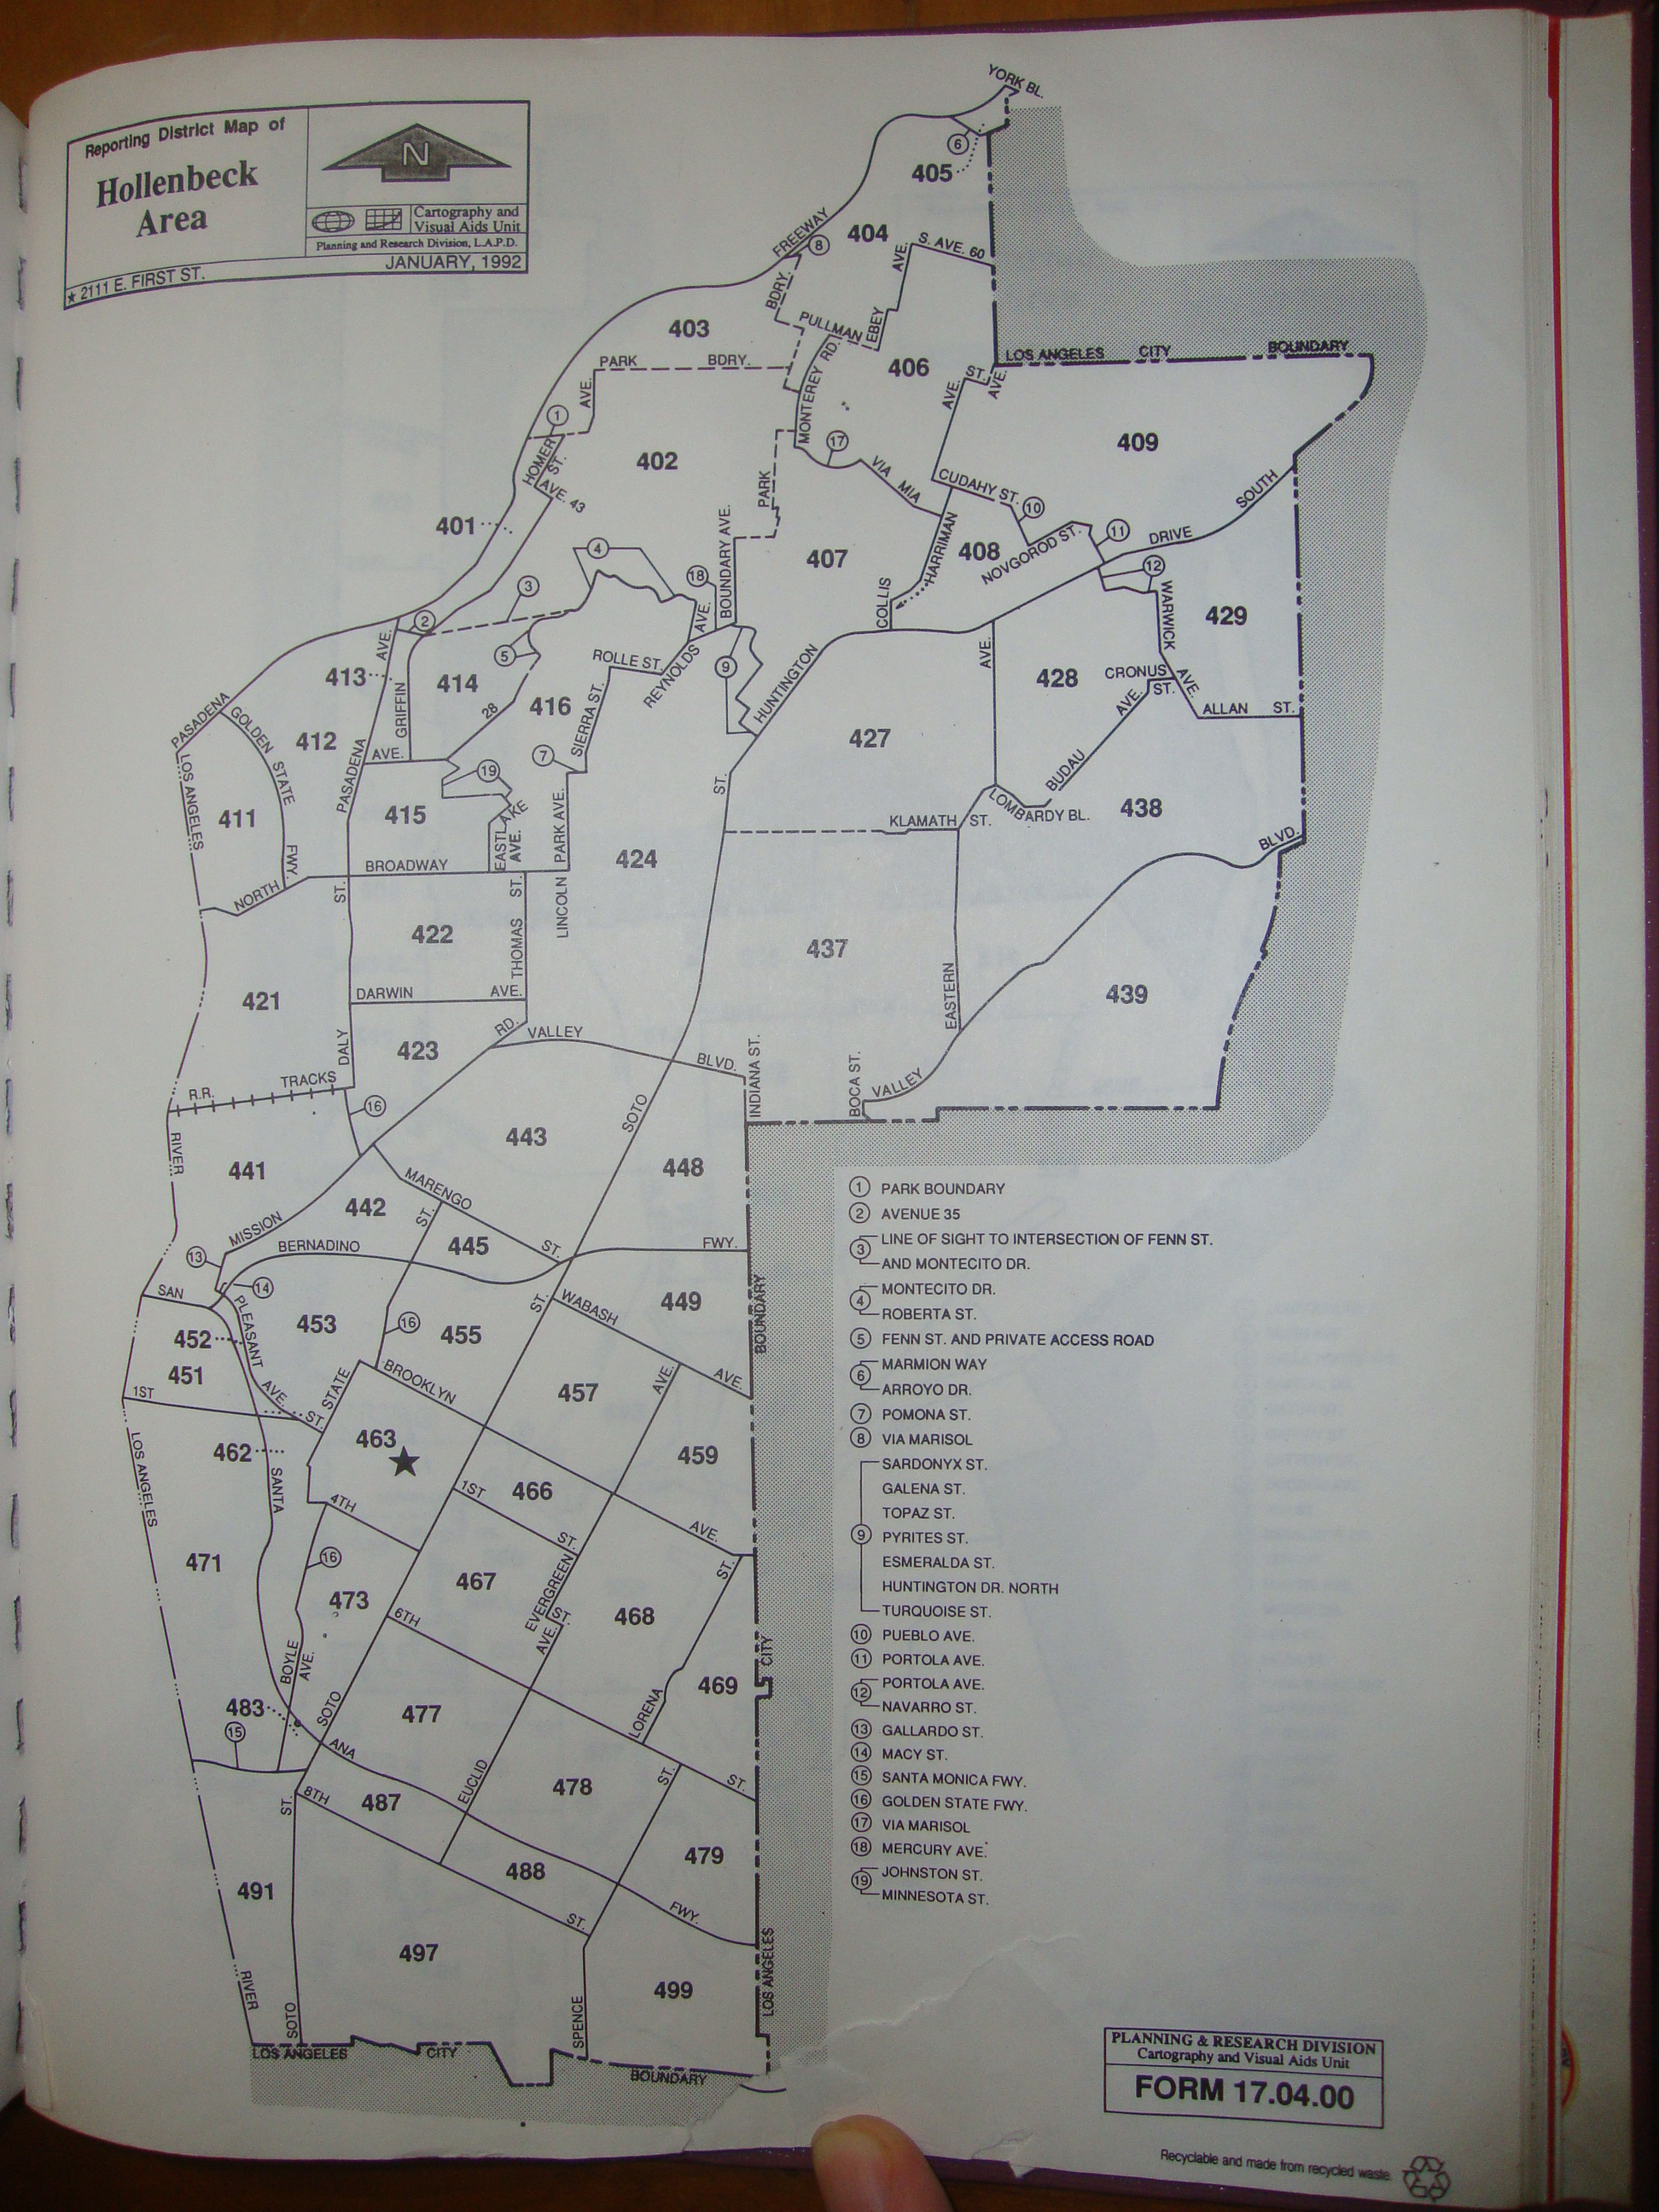 Reporting District Map of
Hollenbeck
Area
★ 2111 E. FIRST ST.
N
Cartography and
Visual Aids Unit
Planning and Research Division, L.A.P.D.
JANUARY, 1992
YORK BL.
6
405
FREEWAY
8
404
AVE.
S. AVE. 60
BDRY.
PULLMAN
EBEY
403
PARK BDRY.
MONTEREY RD.
406
LOS ANGELES CITY BOUNDARY
ST.
AVE.
AVE.
AVE.
1
HOMER
ST.
AVE. 43
402
17
409
VIA MIA
CUDAHY ST.
10
PARK
SOUTH
401
4
BOUNDARY AVE.
407
HARRIMAN
408
NOVGOROD ST.
11
DRIVE
18
3
12
COLLIS
WARWICK
429
2
AVE.
AVE.
5
ROLLE ST.
REYNOLDS
9
HUNTINGTON
AVE.
428
CRONUS
ST.
AVE.
ALLAN ST.
413
414
GRIFFIN
28
416
SIERRA ST.
AVE.
PASADENA
GOLDEN STATE
412
AVE.
7
427
BUDAU
LOS ANGELES
PASADENA
19
ST.
LOMBARDY BL.
438
411
415
EASTLAKE
AVE.
PARK AVE.
KLAMATH ST.
BLVD.
FWY.
BROADWAY
424
NORTH
ST.
ST.
LINCOLN
422
THOMAS
437
EASTERN
439
421
DARWIN AVE.
RD.
VALLEY
BLVD.
DALY
423
INDIANA ST.
BOCA ST.
VALLEY
R.R. TRACKS
16
SOTO
443
RIVER
441
448
MARENGO
442
ST.
MISSION
BERNADINO
445
ST.
FWY.
13
SAN
14
PLEASANT
WABASH
449
BOUNDARY
ST.
453
16
455
452
451
AVE.
STATE
BROOKLYN
457
AVE.
AVE.
1ST
ST.
463
★
462
459
LOS ANGELES
SANTA
4TH
1ST
466
ST.
AVE.
471
16
473
467
EVERGREEN
ST.
AVE.
468
ST.
6TH
BOYLE
AVE.
CITY
469
483
15
SOTO
477
LORENA
ANA
EUCLID
478
ST.
ST.
8TH
ST.
487
479
488
491
ST.
FWY.
497
499
RIVER
SOTO
SPENCE
LOS ANGELES
LOS ANGELES CITY BOUNDARY
1 PARK BOUNDARY
2 AVENUE 35
3 LINE OF SIGHT TO INTERSECTION OF FENN ST.
AND MONTECITO DR.
4 MONTECITO DR.
ROBERTA ST.
5 FENN ST. AND PRIVATE ACCESS ROAD
6 MARMION WAY
ARROYO DR.
7 POMONA ST.
8 VIA MARISOL
SARDONYX ST.
GALENA ST.
TOPAZ ST.
9 PYRITES ST.
ESMERALDA ST.
HUNTINGTON DR. NORTH
TURQUOISE ST.
10 PUEBLO AVE.
11 PORTOLA AVE.
12 PORTOLA AVE.
NAVARRO ST.
13 GALLARDO ST.
14 MACY ST.
15 SANTA MONICA FWY.
16 GOLDEN STATE FWY.
17 VIA MARISOL
18 MERCURY AVE.
19 JOHNSTON ST.
MINNESOTA ST.
PLANNING & RESEARCH DIVISION
Cartography and Visual Aids Unit
FORM 17.04.00
Recyclable and made from recycled waste.